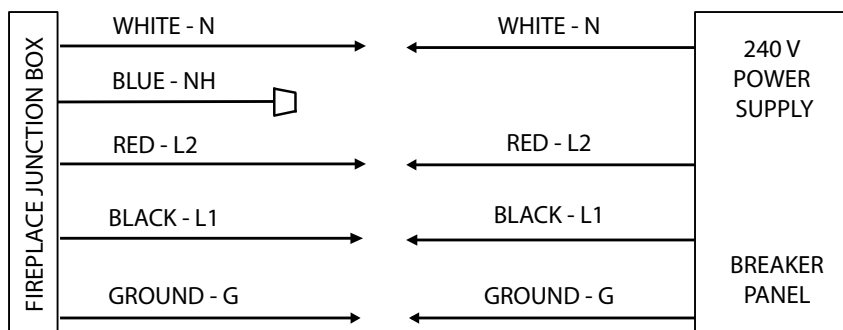 FIREPLACE JUNCTION BOX
WHITE - N
BLUE - NH
RED - L2
BLACK - L1
GROUND - G
WHITE - N
RED - L2
BLACK - L1
GROUND - G
240 V
POWER
SUPPLY
BREAKER
PANEL